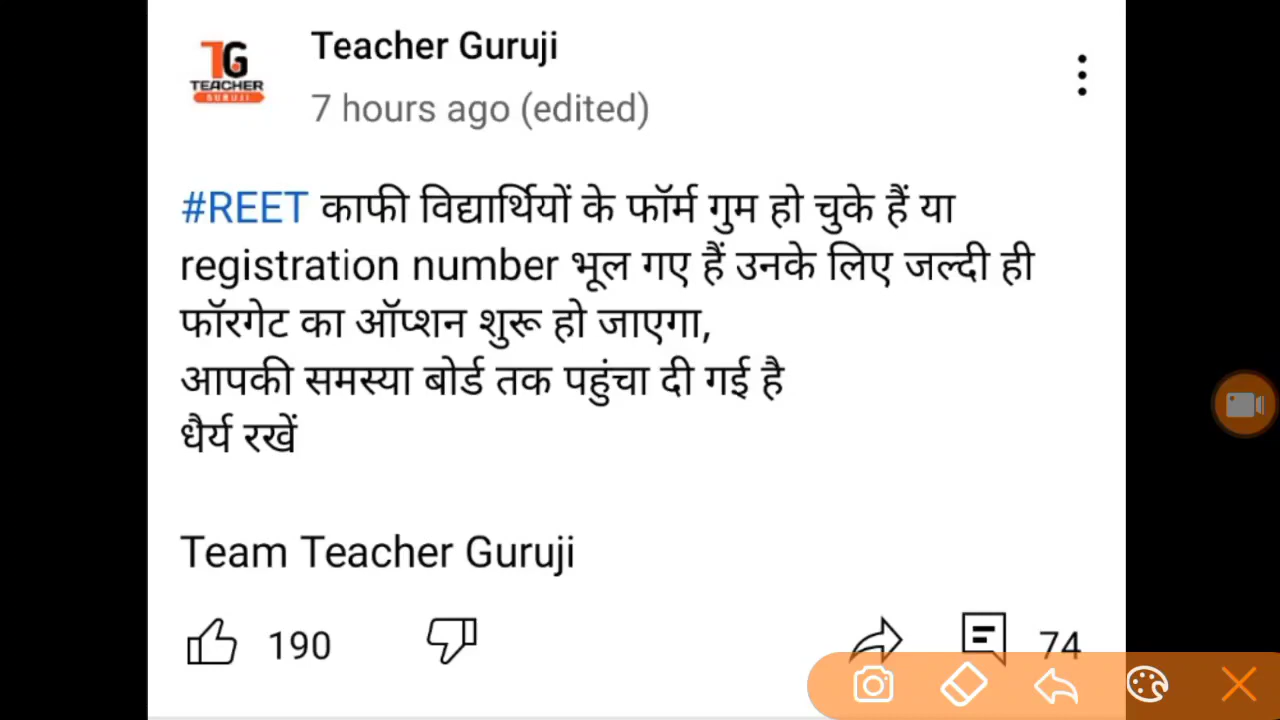 TG
TEACHER
GURUJI
Teacher Guruji
7 hours ago (edited)
#REET काफी विद्यार्थियों के फॉर्म गुम हो चुके हैं या
registration number भूल गए हैं उनके लिए जल्दी ही
फॉरगेट का ऑप्शन शुरू हो जाएगा,
आपकी समस्या बोर्ड तक पहुंचा दी गई है
धैर्य रखें
Team Teacher Guruji
190
74